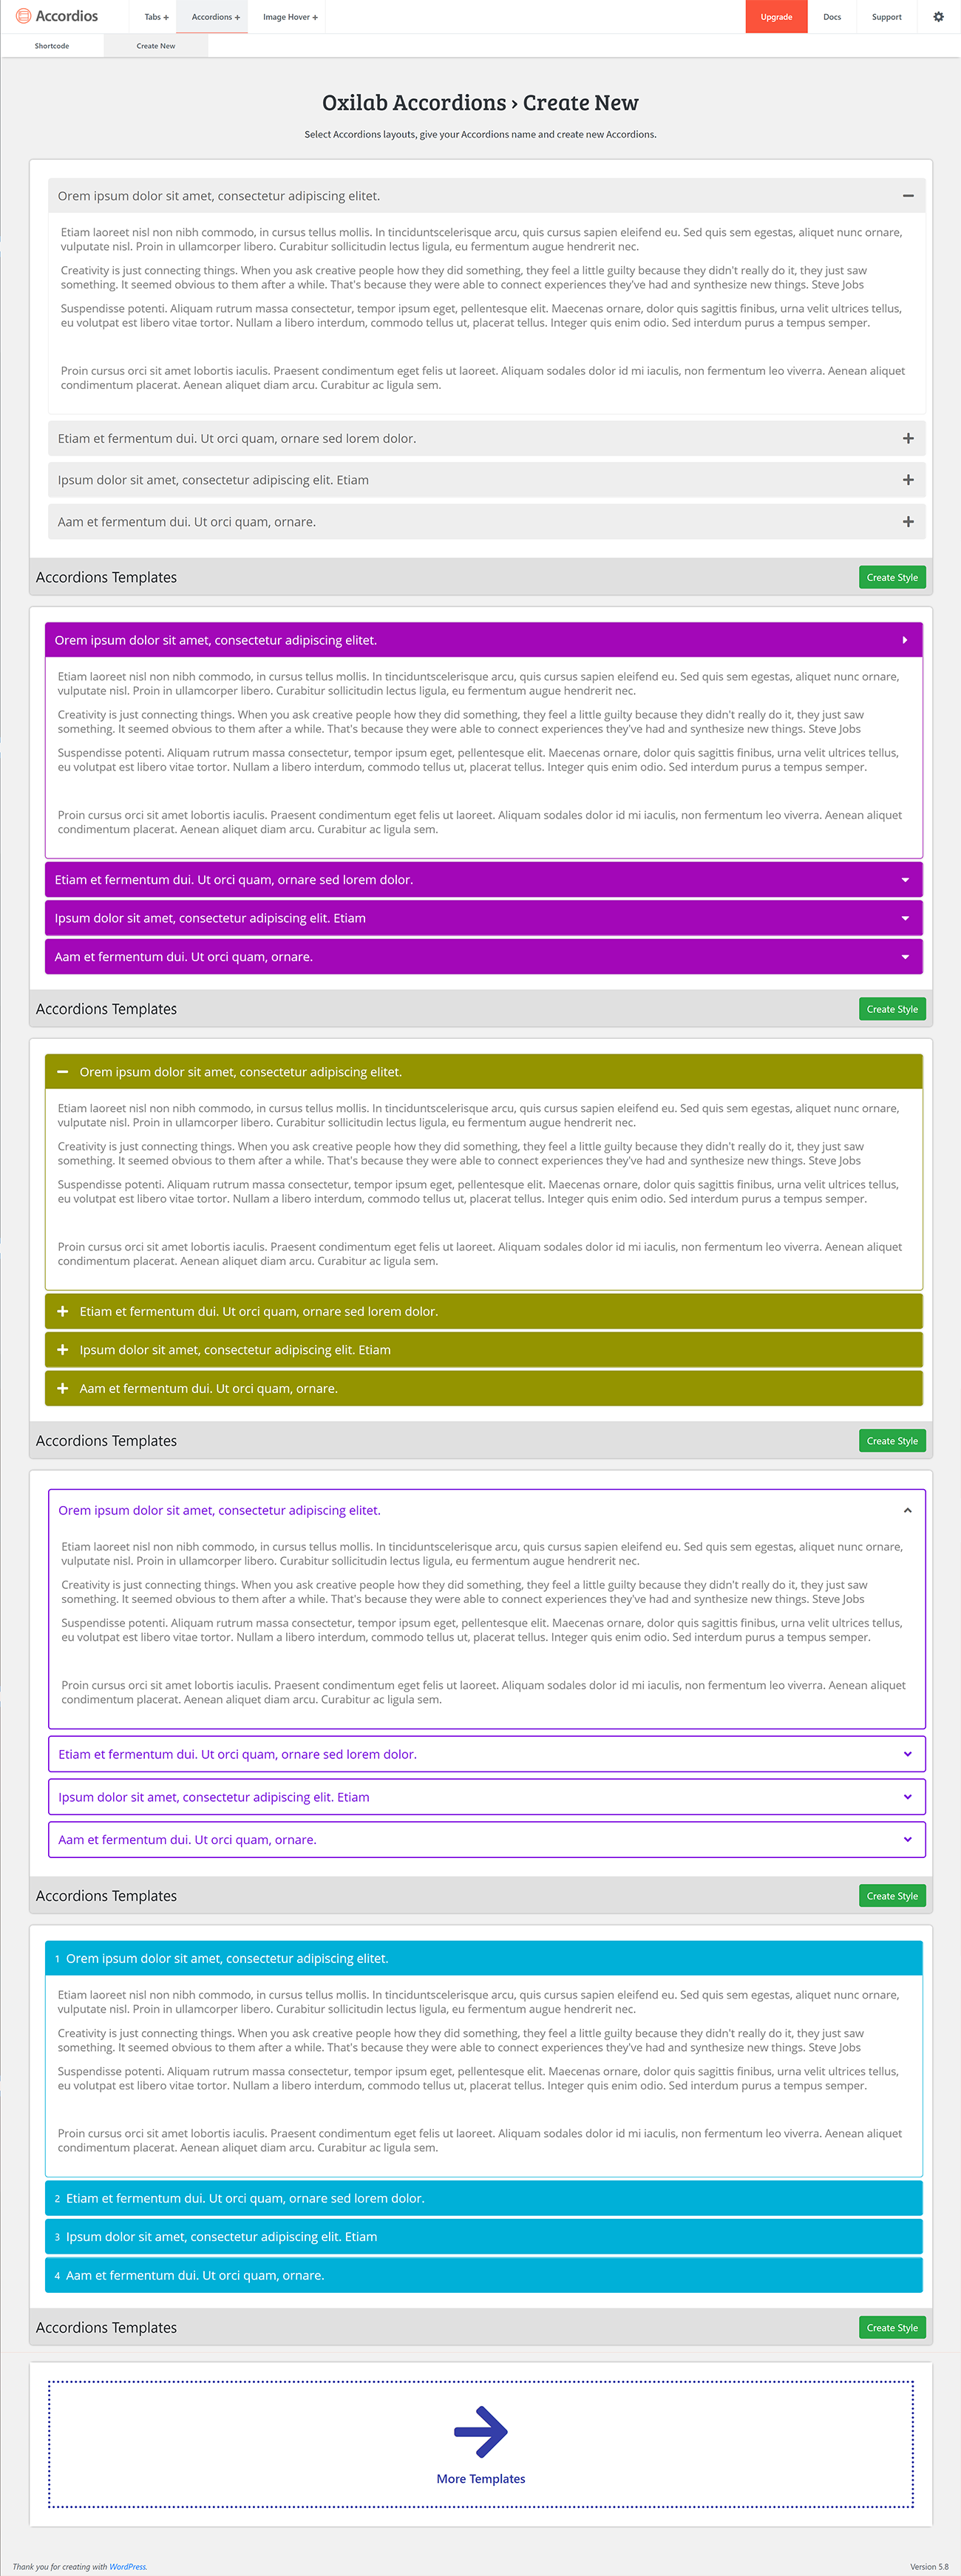 Accordios
Tabs +
Accordions +
Image Hover +
Upgrade
Docs
Support
Shortcode
Create New
Oxilab Accordions › Create New
Select Accordions layouts, give your Accordions name and create new Accordions.
Orem ipsum dolor sit amet, consectetur adipiscing elitet.
Etiam laoreet nisl non nibh commodo, in cursus tellus mollis. In tinciduntscelerisque arcu, quis cursus sapien eleifend eu. Sed quis sem egestas, aliquet nunc ornare,
vulputate nisl. Proin in ullamcorper libero. Curabitur sollicitudin lectus ligula, eu fermentum augue hendrerit nec.
Creativity is just connecting things. When you ask creative people how they did something, they feel a little guilty because they didn't really do it, they just saw
something. It seemed obvious to them after a while. That's because they were able to connect experiences they've had and synthesize new things. Steve Jobs
Suspendisse potenti. Aliquam rutrum massa consectetur, tempor ipsum eget, pellentesque elit. Maecenas ornare, dolor quis sagittis finibus, urna velit ultrices tellus,
eu volutpat est libero vitae tortor. Nullam a libero interdum, commodo tellus ut, placerat tellus. Integer quis enim odio. Sed interdum purus a tempus semper.
Proin cursus orci sit amet lobortis iaculis. Praesent condimentum eget felis ut laoreet. Aliquam sodales dolor id mi iaculis, non fermentum leo viverra. Aenean aliquet
condimentum placerat. Aenean aliquet diam arcu. Curabitur ac ligula sem.
Etiam et fermentum dui. Ut orci quam, ornare sed lorem dolor.
Ipsum dolor sit amet, consectetur adipiscing elit. Etiam
Aam et fermentum dui. Ut orci quam, ornare.
Accordions Templates
Create Style
Orem ipsum dolor sit amet, consectetur adipiscing elitet.
Etiam laoreet nisl non nibh commodo, in cursus tellus mollis. In tinciduntscelerisque arcu, quis cursus sapien eleifend eu. Sed quis sem egestas, aliquet nunc ornare,
vulputate nisl. Proin in ullamcorper libero. Curabitur sollicitudin lectus ligula, eu fermentum augue hendrerit nec.
Creativity is just connecting things. When you ask creative people how they did something, they feel a little guilty because they didn't really do it, they just saw
something. It seemed obvious to them after a while. That's because they were able to connect experiences they've had and synthesize new things. Steve Jobs
Suspendisse potenti. Aliquam rutrum massa consectetur, tempor ipsum eget, pellentesque elit. Maecenas ornare, dolor quis sagittis finibus, urna velit ultrices tellus,
eu volutpat est libero vitae tortor. Nullam a libero interdum, commodo tellus ut, placerat tellus. Integer quis enim odio. Sed interdum purus a tempus semper.
Proin cursus orci sit amet lobortis iaculis. Praesent condimentum eget felis ut laoreet. Aliquam sodales dolor id mi iaculis, non fermentum leo viverra. Aenean aliquet
condimentum placerat. Aenean aliquet diam arcu. Curabitur ac ligula sem.
Etiam et fermentum dui. Ut orci quam, ornare sed lorem dolor.
Ipsum dolor sit amet, consectetur adipiscing elit. Etiam
Aam et fermentum dui. Ut orci quam, ornare.
Accordions Templates
Create Style
Orem ipsum dolor sit amet, consectetur adipiscing elitet.
Etiam laoreet nisl non nibh commodo, in cursus tellus mollis. In tinciduntscelerisque arcu, quis cursus sapien eleifend eu. Sed quis sem egestas, aliquet nunc ornare,
vulputate nisl. Proin in ullamcorper libero. Curabitur sollicitudin lectus ligula, eu fermentum augue hendrerit nec.
Creativity is just connecting things. When you ask creative people how they did something, they feel a little guilty because they didn't really do it, they just saw
something. It seemed obvious to them after a while. That's because they were able to connect experiences they've had and synthesize new things. Steve Jobs
Suspendisse potenti. Aliquam rutrum massa consectetur, tempor ipsum eget, pellentesque elit. Maecenas ornare, dolor quis sagittis finibus, urna velit ultrices tellus,
eu volutpat est libero vitae tortor. Nullam a libero interdum, commodo tellus ut, placerat tellus. Integer quis enim odio. Sed interdum purus a tempus semper.
Proin cursus orci sit amet lobortis iaculis. Praesent condimentum eget felis ut laoreet. Aliquam sodales dolor id mi iaculis, non fermentum leo viverra. Aenean aliquet
condimentum placerat. Aenean aliquet diam arcu. Curabitur ac ligula sem.
Etiam et fermentum dui. Ut orci quam, ornare sed lorem dolor.
Ipsum dolor sit amet, consectetur adipiscing elit. Etiam
Aam et fermentum dui. Ut orci quam, ornare.
Accordions Templates
Create Style
Orem ipsum dolor sit amet, consectetur adipiscing elitet.
Etiam laoreet nisl non nibh commodo, in cursus tellus mollis. In tinciduntscelerisque arcu, quis cursus sapien eleifend eu. Sed quis sem egestas, aliquet nunc ornare,
vulputate nisl. Proin in ullamcorper libero. Curabitur sollicitudin lectus ligula, eu fermentum augue hendrerit nec.
Creativity is just connecting things. When you ask creative people how they did something, they feel a little guilty because they didn't really do it, they just saw
something. It seemed obvious to them after a while. That's because they were able to connect experiences they've had and synthesize new things. Steve Jobs
Suspendisse potenti. Aliquam rutrum massa consectetur, tempor ipsum eget, pellentesque elit. Maecenas ornare, dolor quis sagittis finibus, urna velit ultrices tellus,
eu volutpat est libero vitae tortor. Nullam a libero interdum, commodo tellus ut, placerat tellus. Integer quis enim odio. Sed interdum purus a tempus semper.
Proin cursus orci sit amet lobortis iaculis. Praesent condimentum eget felis ut laoreet. Aliquam sodales dolor id mi iaculis, non fermentum leo viverra. Aenean aliquet
condimentum placerat. Aenean aliquet diam arcu. Curabitur ac ligula sem.
Etiam et fermentum dui. Ut orci quam, ornare sed lorem dolor.
Ipsum dolor sit amet, consectetur adipiscing elit. Etiam
Aam et fermentum dui. Ut orci quam, ornare.
Accordions Templates
Create Style
1 Orem ipsum dolor sit amet, consectetur adipiscing elitet.
Etiam laoreet nisl non nibh commodo, in cursus tellus mollis. In tinciduntscelerisque arcu, quis cursus sapien eleifend eu. Sed quis sem egestas, aliquet nunc ornare,
vulputate nisl. Proin in ullamcorper libero. Curabitur sollicitudin lectus ligula, eu fermentum augue hendrerit nec.
Creativity is just connecting things. When you ask creative people how they did something, they feel a little guilty because they didn't really do it, they just saw
something. It seemed obvious to them after a while. That's because they were able to connect experiences they've had and synthesize new things. Steve Jobs
Suspendisse potenti. Aliquam rutrum massa consectetur, tempor ipsum eget, pellentesque elit. Maecenas ornare, dolor quis sagittis finibus, urna velit ultrices tellus,
eu volutpat est libero vitae tortor. Nullam a libero interdum, commodo tellus ut, placerat tellus. Integer quis enim odio. Sed interdum purus a tempus semper.
Proin cursus orci sit amet lobortis iaculis. Praesent condimentum eget felis ut laoreet. Aliquam sodales dolor id mi iaculis, non fermentum leo viverra. Aenean aliquet
condimentum placerat. Aenean aliquet diam arcu. Curabitur ac ligula sem.
2 Etiam et fermentum dui. Ut orci quam, ornare sed lorem dolor.
3 Ipsum dolor sit amet, consectetur adipiscing elit. Etiam
4 Aam et fermentum dui. Ut orci quam, ornare.
Accordions Templates
Create Style
More Templates
Thank you for creating with WordPress.
Version 5.8